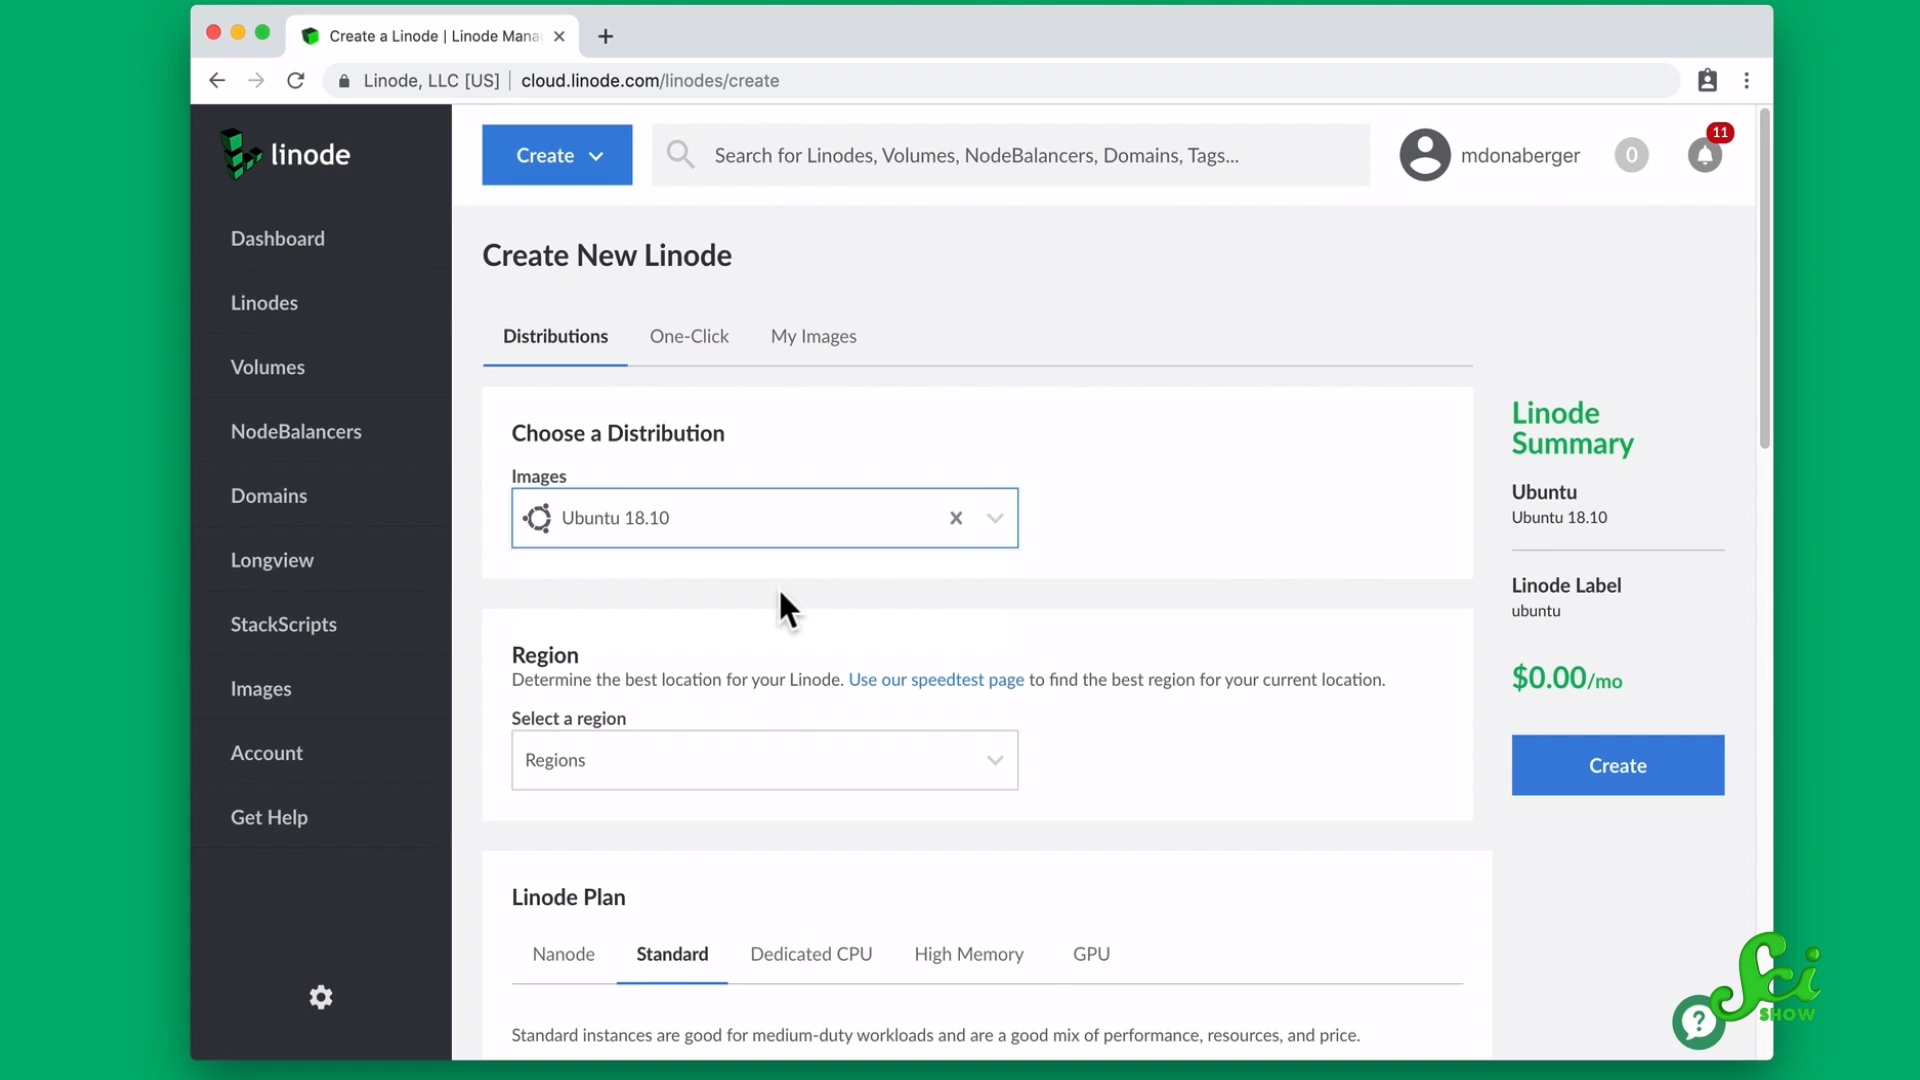 Create a Linode | Linode Mana
Linode, LLC [US] | cloud.linode.com/linodes/create
linode
Create
Search for Linodes, Volumes, NodeBalancers, Domains, Tags...
mdonaberger
0
11
Dashboard
Linodes
Volumes
NodeBalancers
Domains
Longview
StackScripts
Images
Account
Get Help
Create New Linode
Distributions
One-Click
My Images
Choose a Distribution
Images
Ubuntu 18.10
Region
Determine the best location for your Linode. Use our speedtest page to find the best region for your current location.
Select a region
Regions
Linode Plan
Nanode
Standard
Dedicated CPU
High Memory
GPU
Standard instances are good for medium-duty workloads and are a good mix of performance, resources, and price.
Linode
Summary
Ubuntu
Ubuntu 18.10
Linode Label
ubuntu
$0.00/mo
Create
?
Sci
SHOW